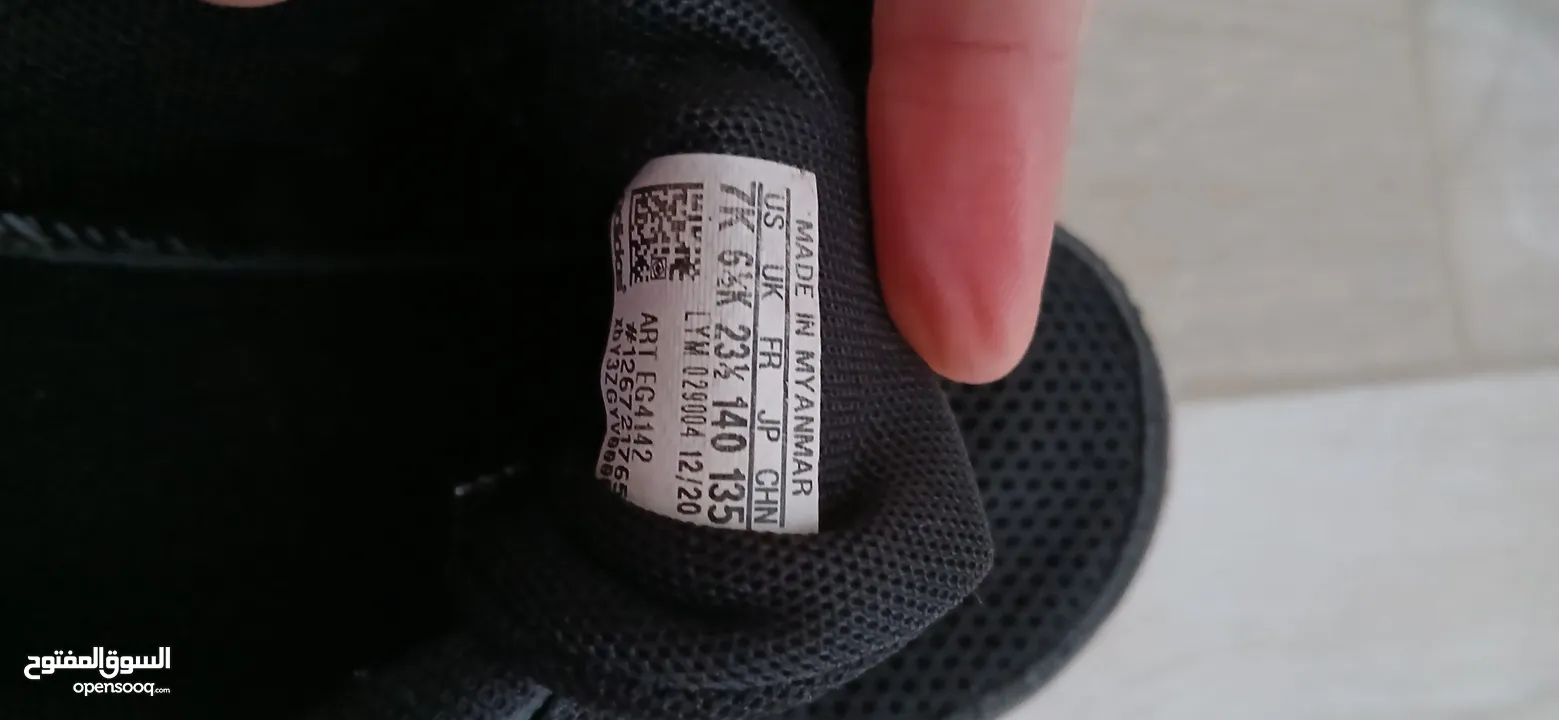 MADE IN MYANMAR
US UK FR JP CHN
7K 6½K 23½ 140 135
LYM 029004 12/20
ART EG4142
#126721765
السوق المفتوح
opensooq.com